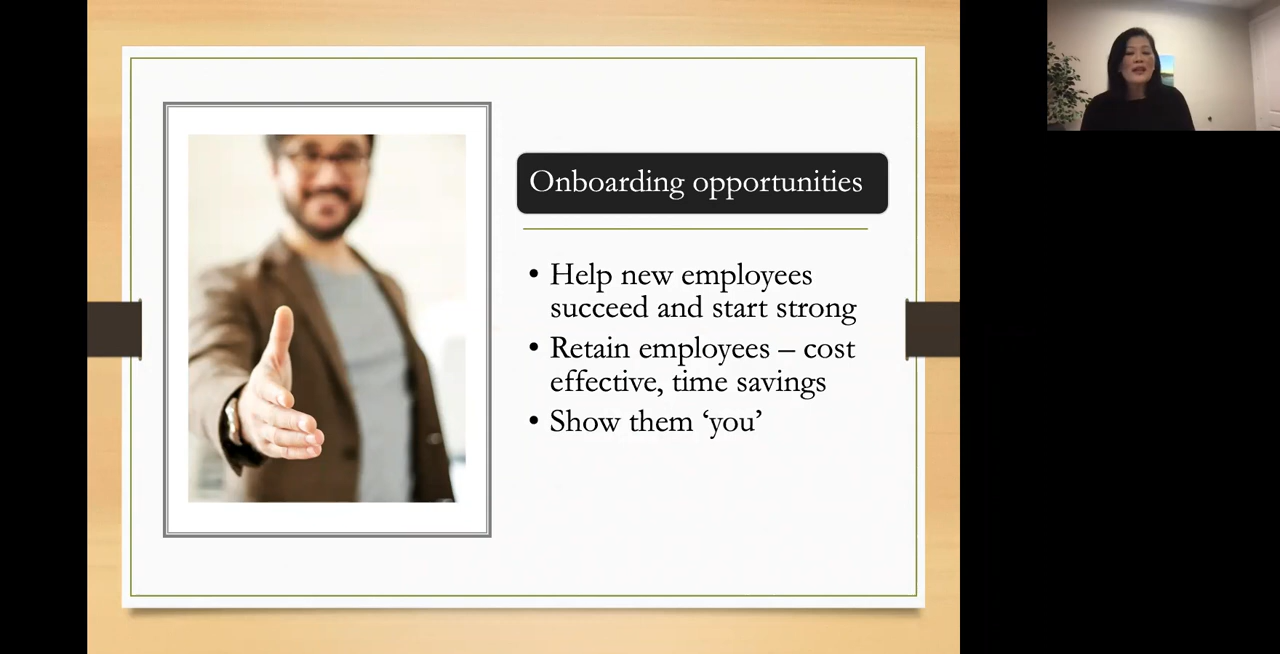 Onboarding opportunities
• Help new employees
succeed and start strong
• Retain employees – cost
effective, time savings
• Show them ‘you’